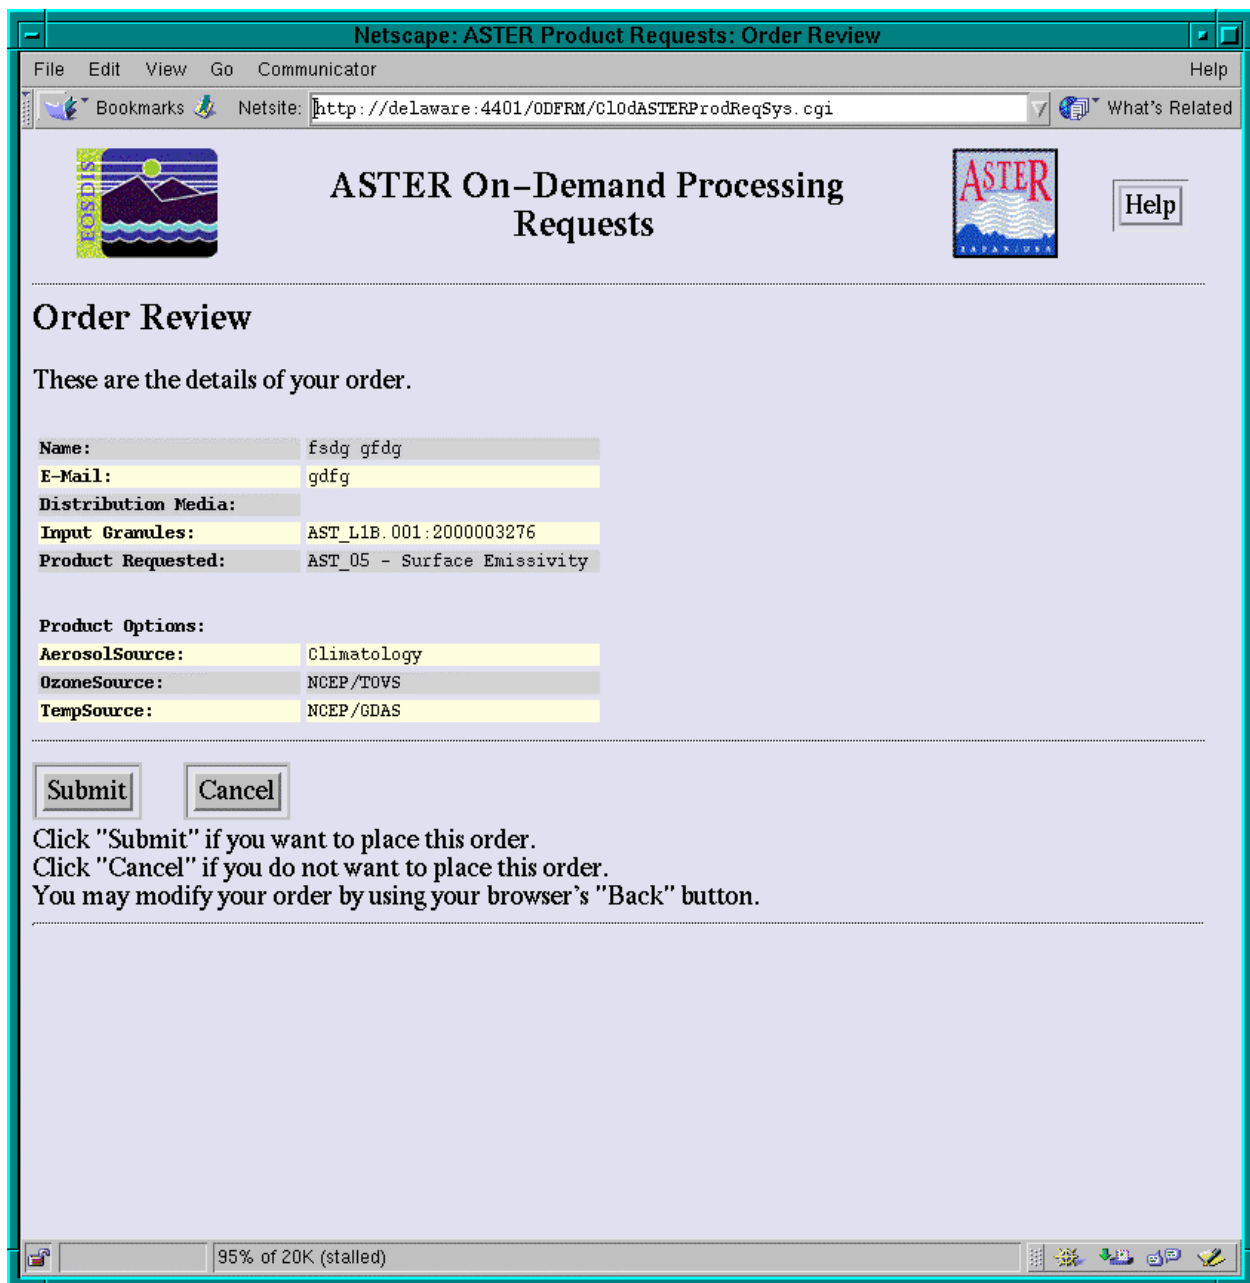 Netscape: ASTER Product Requests: Order Review
File Edit View Go Communicator Help
Bookmarks Netsite: http://delaware:4401/ODFRM/ClOdASTERProdReqSys.cgi What's Related
EOSDIS
ASTER On-Demand Processing
Requests
ASTER
JAPAN/USA
Help
Order Review
These are the details of your order.
Name: fsdg gfdg
E-Mail: gdfg
Distribution Media:
Input Granules: AST_L1B.001:2000003276
Product Requested: AST_05 - Surface Emissivity
Product Options:
AerosolSource: Climatology
OzoneSource: NCEP/TOVS
TempSource: NCEP/GDAS
Submit Cancel
Click "Submit" if you want to place this order.
Click "Cancel" if you do not want to place this order.
You may modify your order by using your browser's "Back" button.
95% of 20K (stalled)